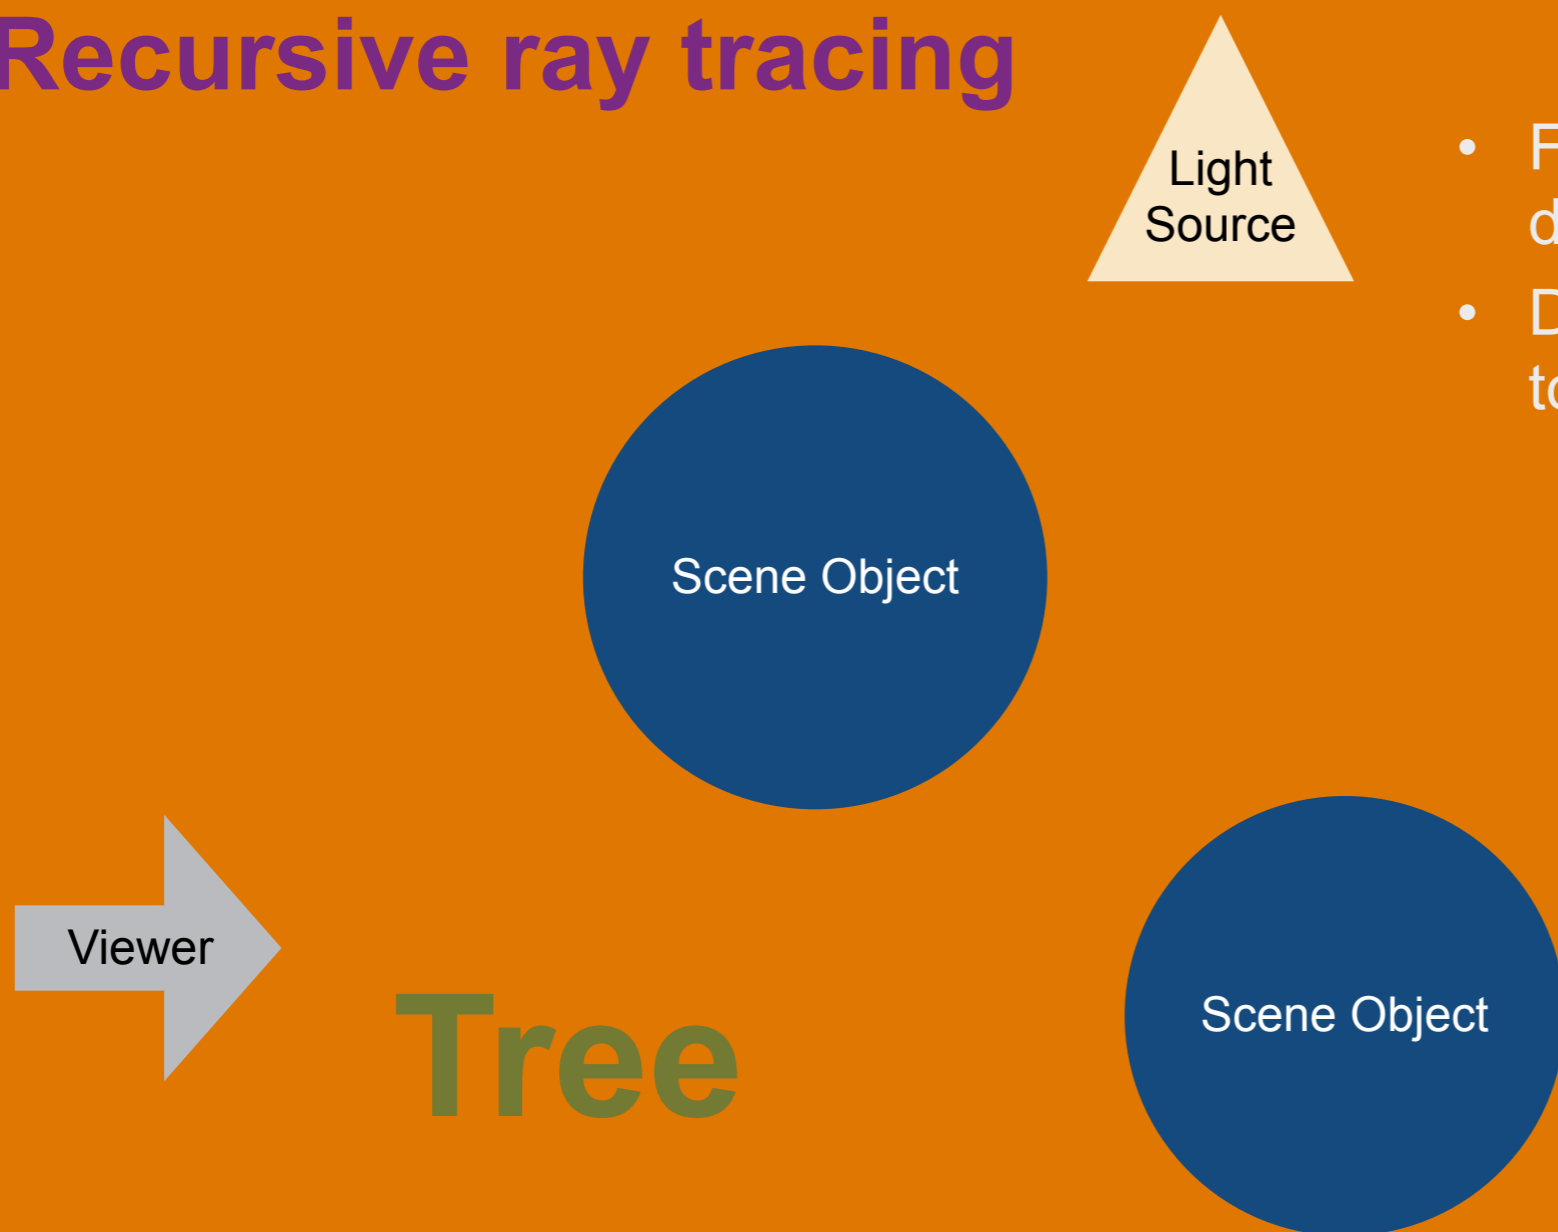 Recursive ray tracing
Light
Source
Scene Object
Viewer
Tree
Scene Object